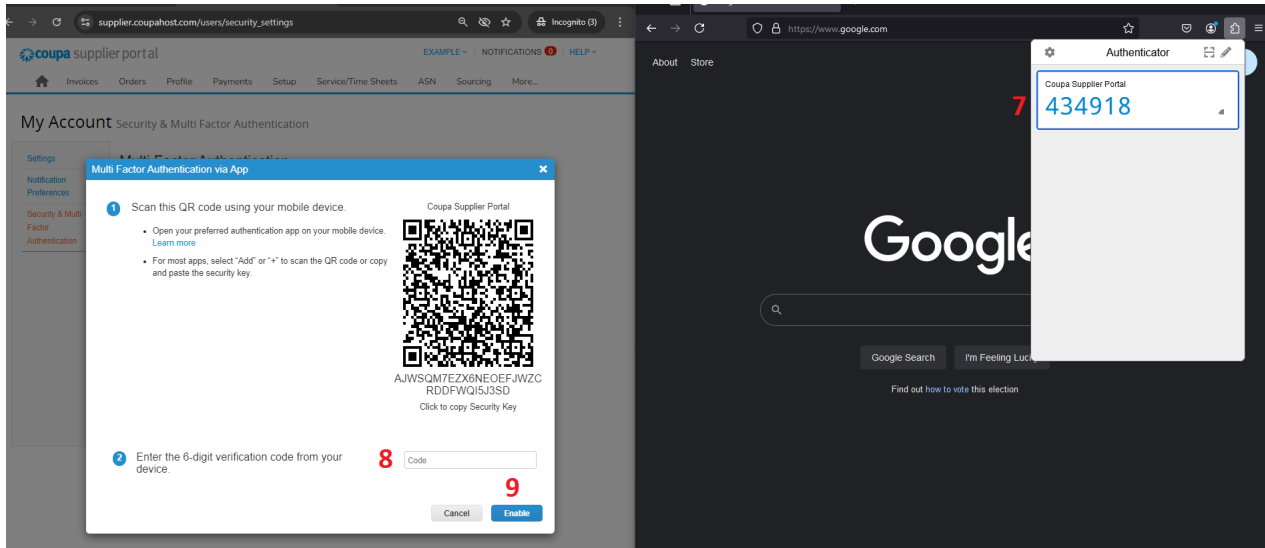 supplier.coupahost.com/users/security_settings
Incognito (3)
coupa supplier portal
EXAMPLE
NOTIFICATIONS 0
HELP
Invoices Orders Profile Payments Setup Service/Time Sheets ASN Sourcing More...
My Account Security & Multi Factor Authentication
Settings
Notification
Preferences
Security & Multi
Factor
Authentication
Multi Factor Authentication
Multi Factor Authentication via App
1 Scan this QR code using your mobile device.
Open your preferred authentication app on your mobile device.
Learn more
For most apps, select "Add" or "+" to scan the QR code or copy
and paste the security key.
Coupa Supplier Portal
AJWSQM7EZX6NEOEFJWZC
RDDFWQI5J3SD
Click to copy Security Key
2 Enter the 6-digit verification code from your
device.
8
Code
9
Cancel
Enable
https://www.google.com
About Store
Authenticator
Coupa Supplier Portal
7
434918
Google
Google Search
I'm Feeling Luc
Find out how to vote this election